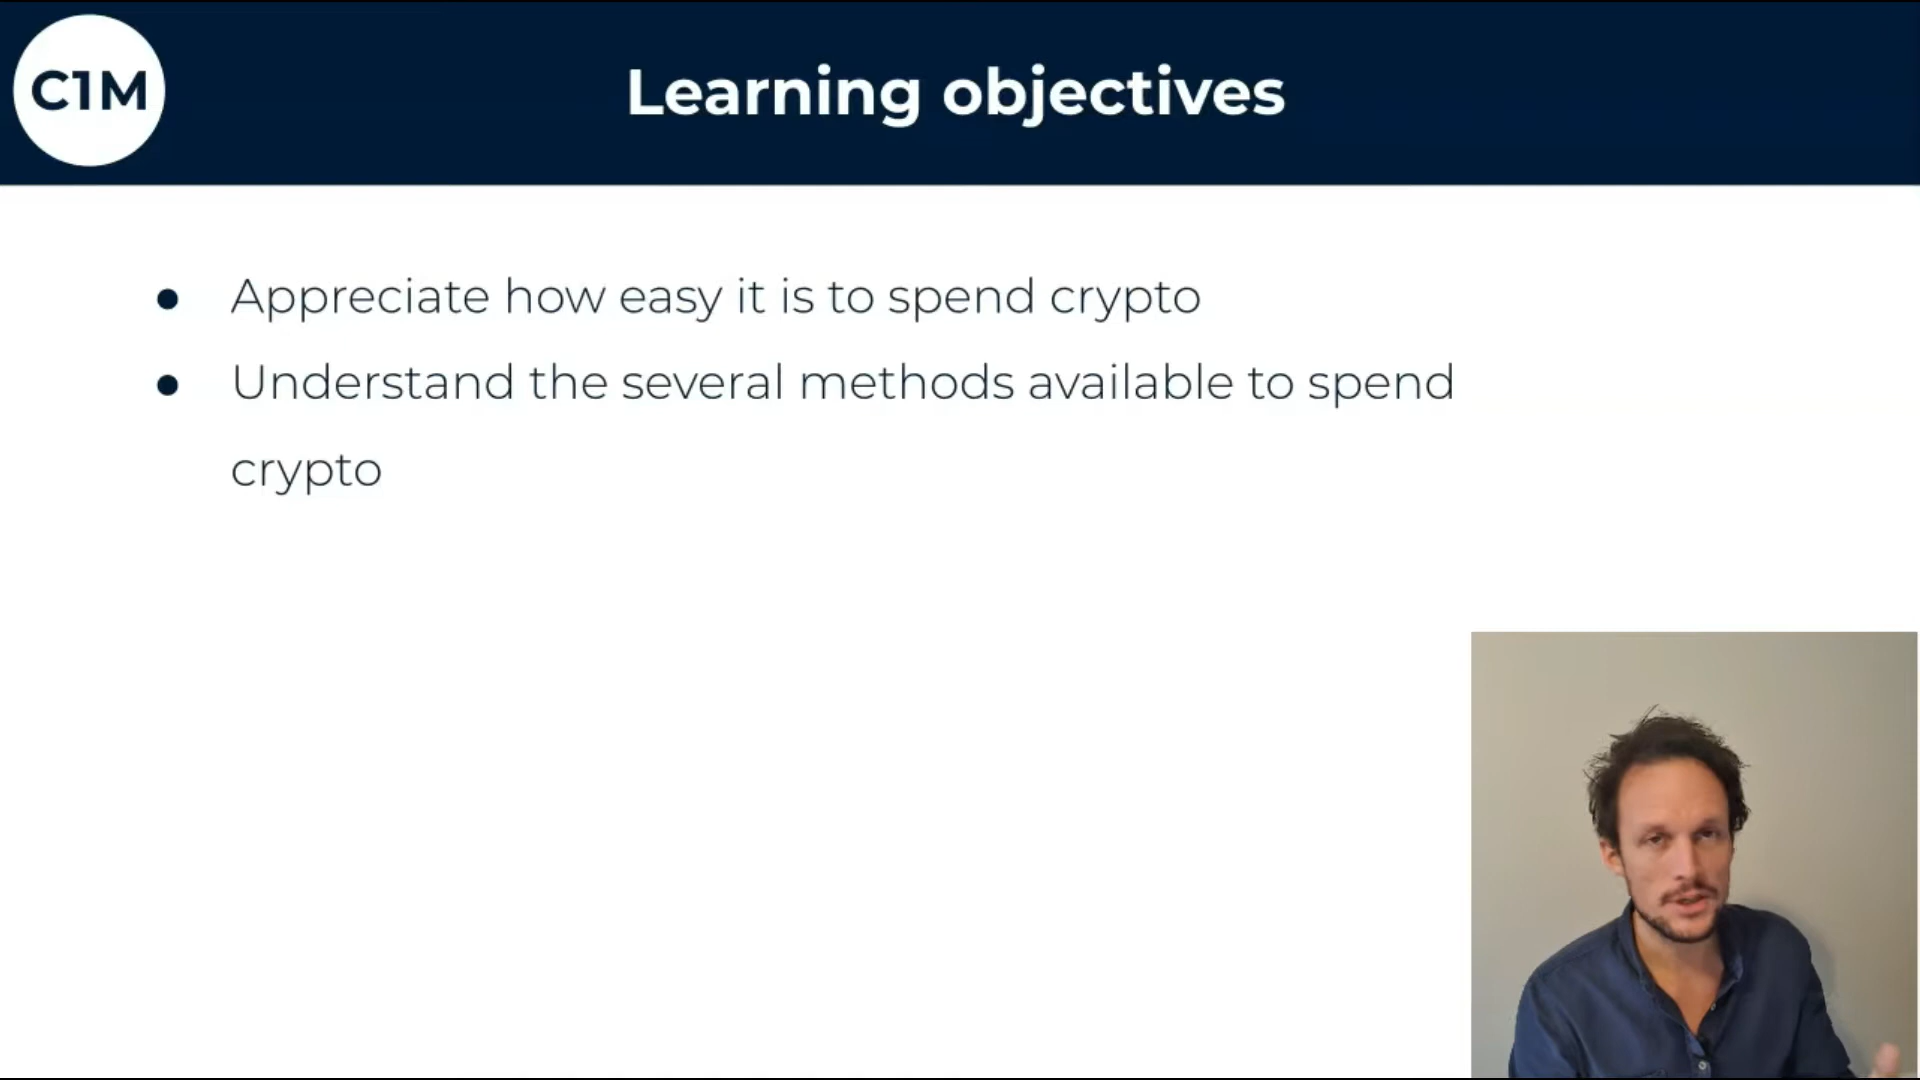 C1M
Learning objectives
● Appreciate how easy it is to spend crypto
● Understand the several methods available to spend
crypto